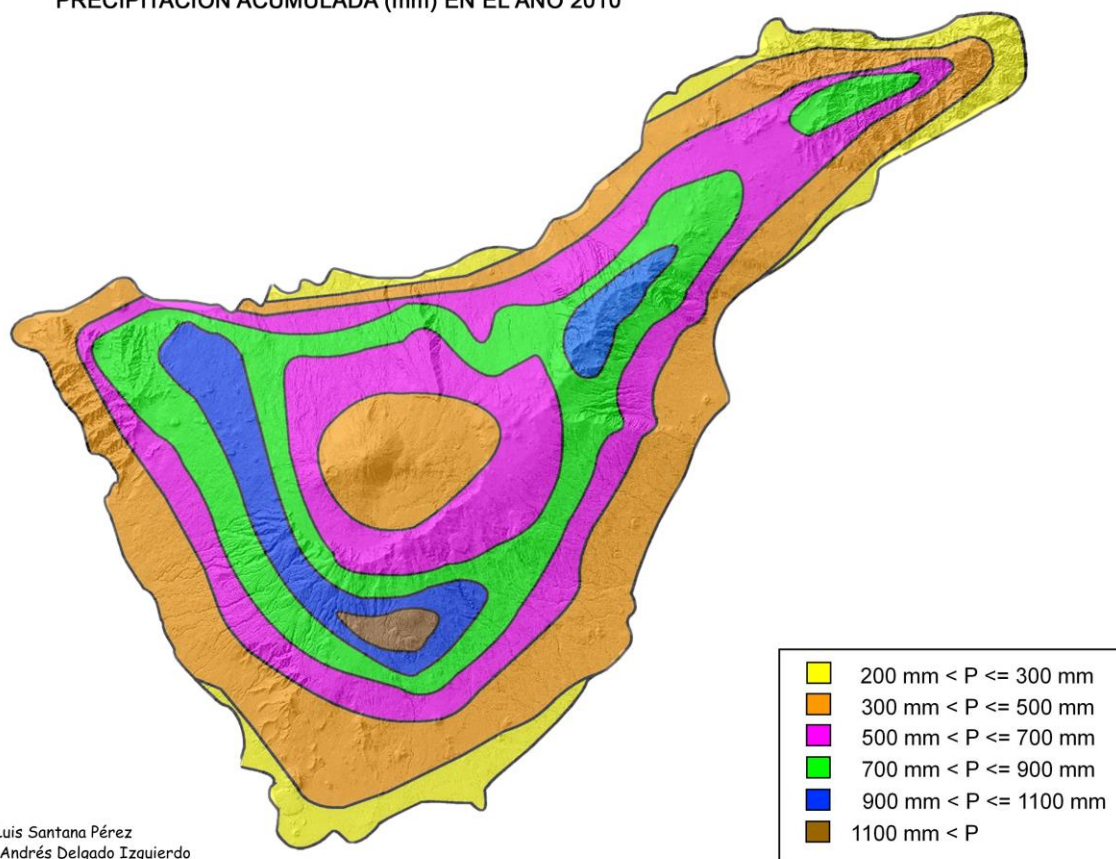 PRECIPITACIÓN ACUMULADA (mm) EN EL AÑO 2010
200 mm < P <= 300 mm
300 mm < P <= 500 mm
500 mm < P <= 700 mm
700 mm < P <= 900 mm
900 mm < P <= 1100 mm
1100 mm < P
Santana Pérez
Andrés Delgado Izquierdo